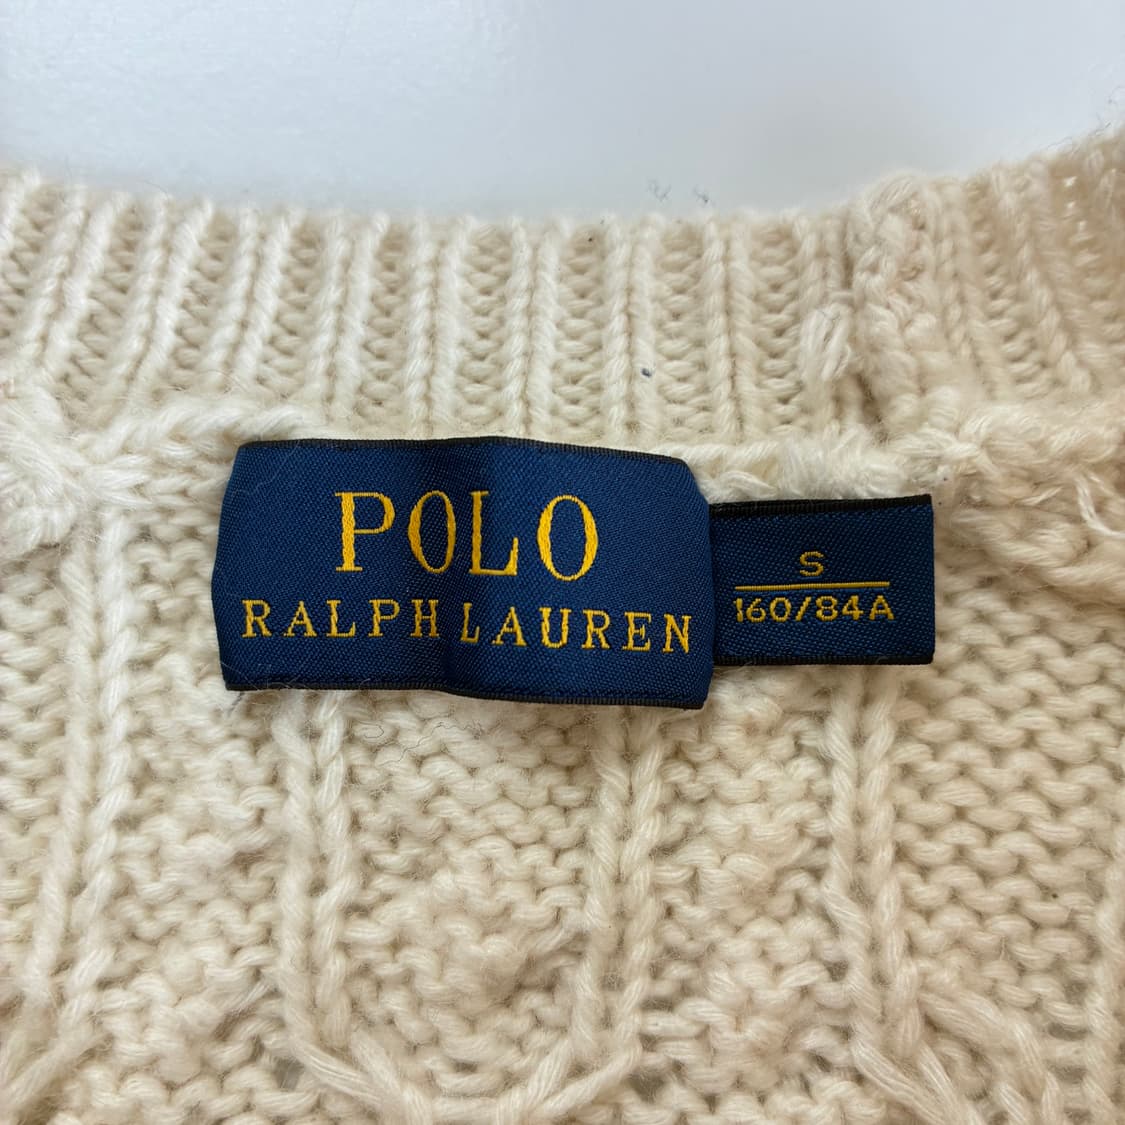 POLO
RALPH LAUREN
S
160/84A